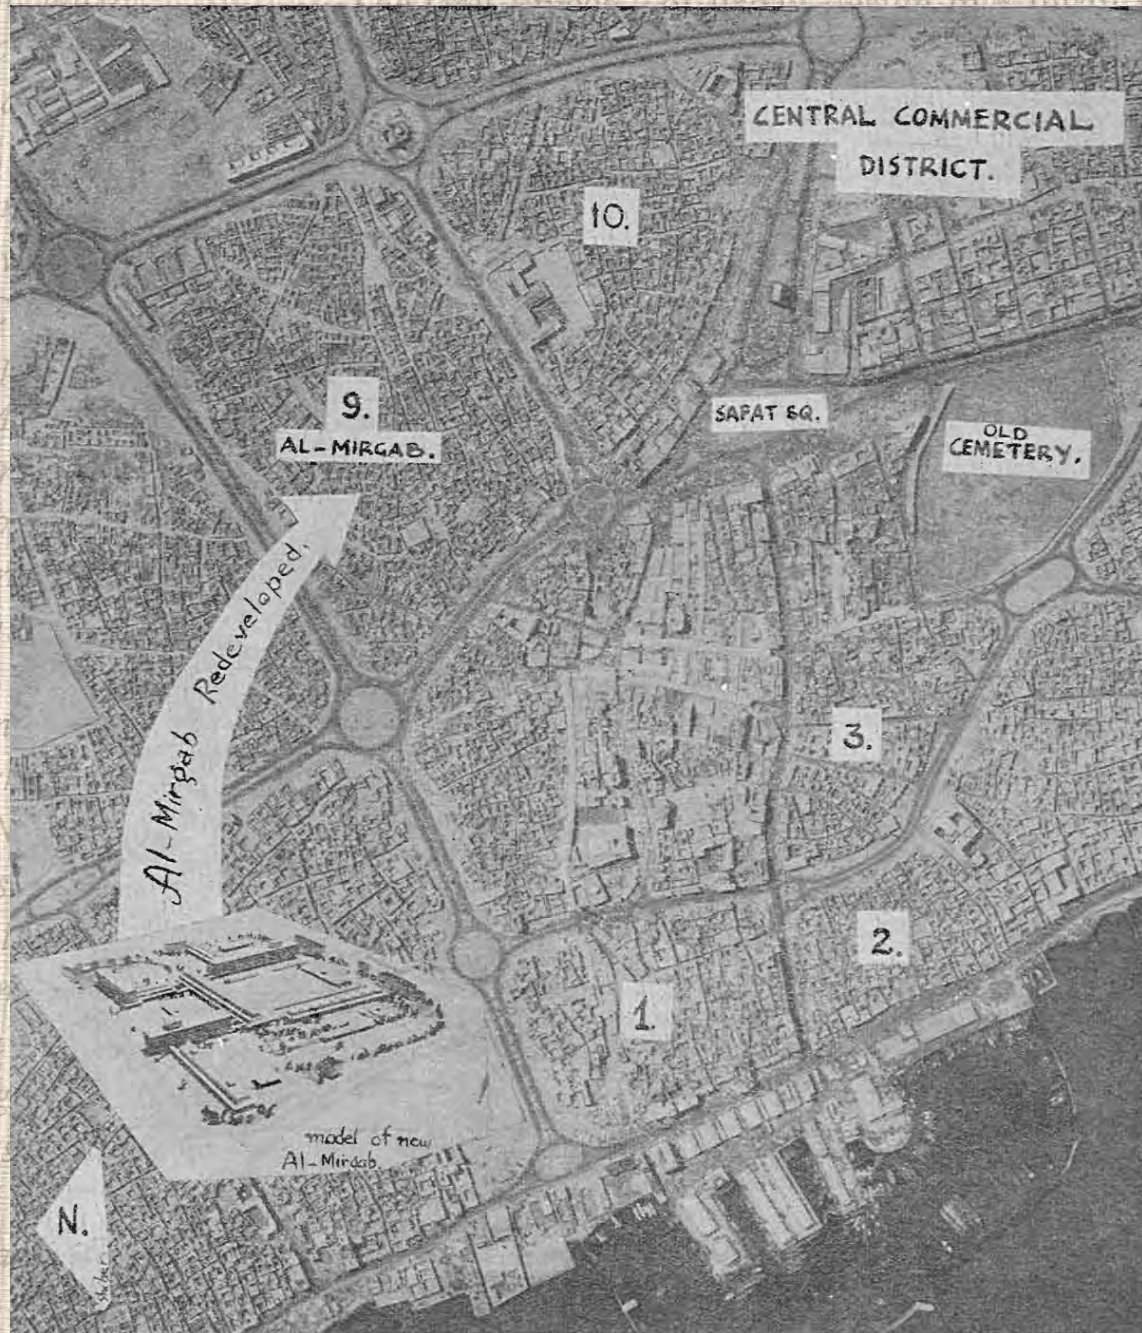 CENTRAL COMMERCIAL
DISTRICT.
10.
9.
AL-MIRGAB.
SAFAT SQ.
OLD
CEMETERY.
Al-Mirgab Redeveloped.
3.
2.
1.
model of new
Al-Mirgab.
N.